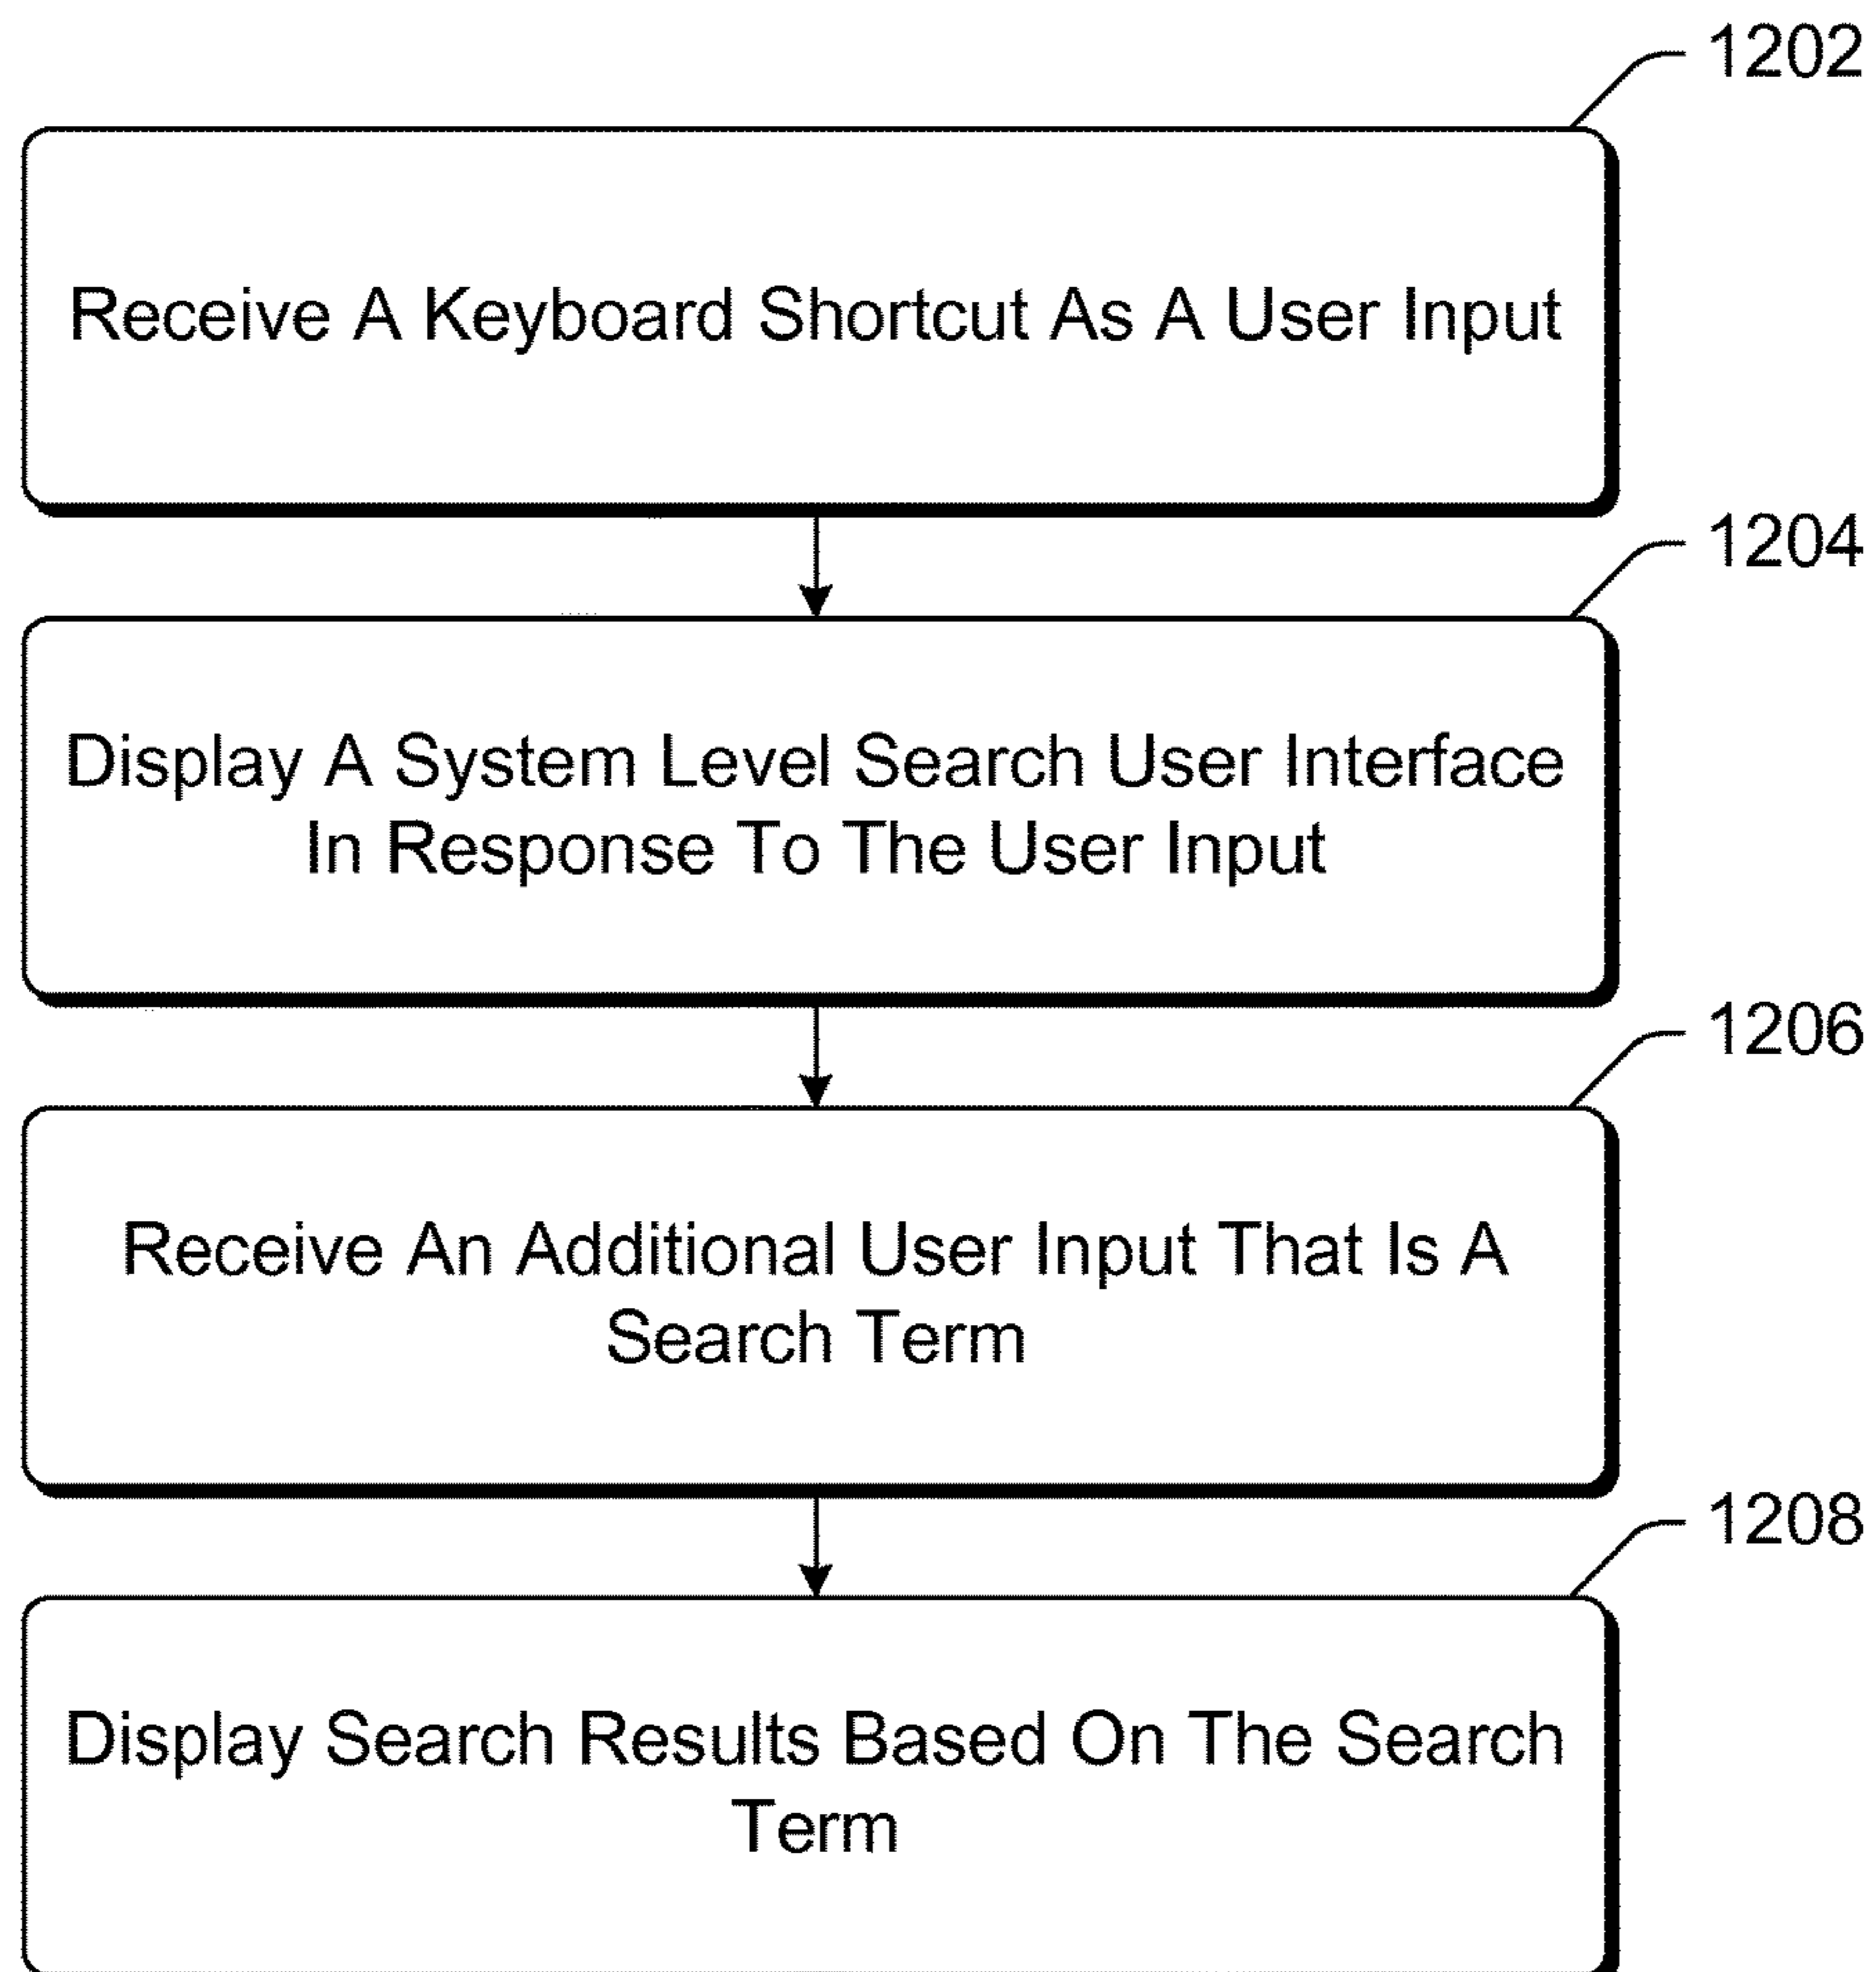 1202
Receive A Keyboard Shortcut As A User Input
1204
Display A System Level Search User Interface
In Response To The User Input
1206
Receive An Additional User Input That Is A
Search Term
1208
Display Search Results Based On The Search
Term